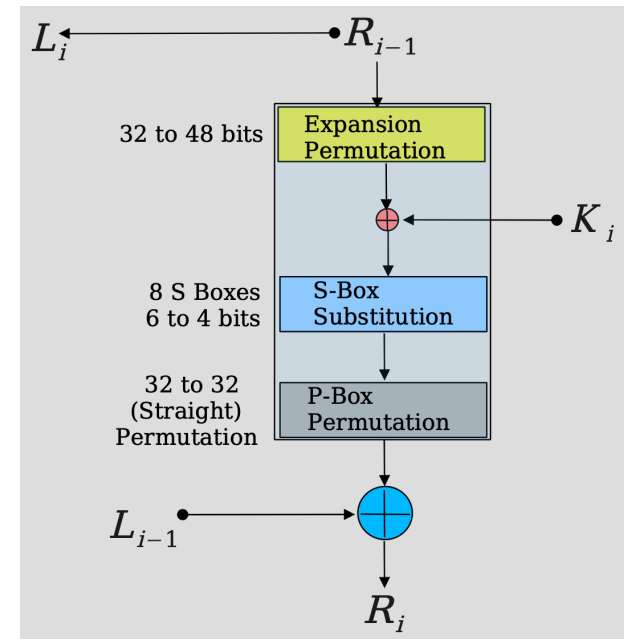 L_i R_{i-1}
32 to 48 bits
Expansion
Permutation
K_i
8 S Boxes
6 to 4 bits
S-Box
Substitution
32 to 32
(Straight)
Permutation
P-Box
Permutation
L_{i-1}
R_i